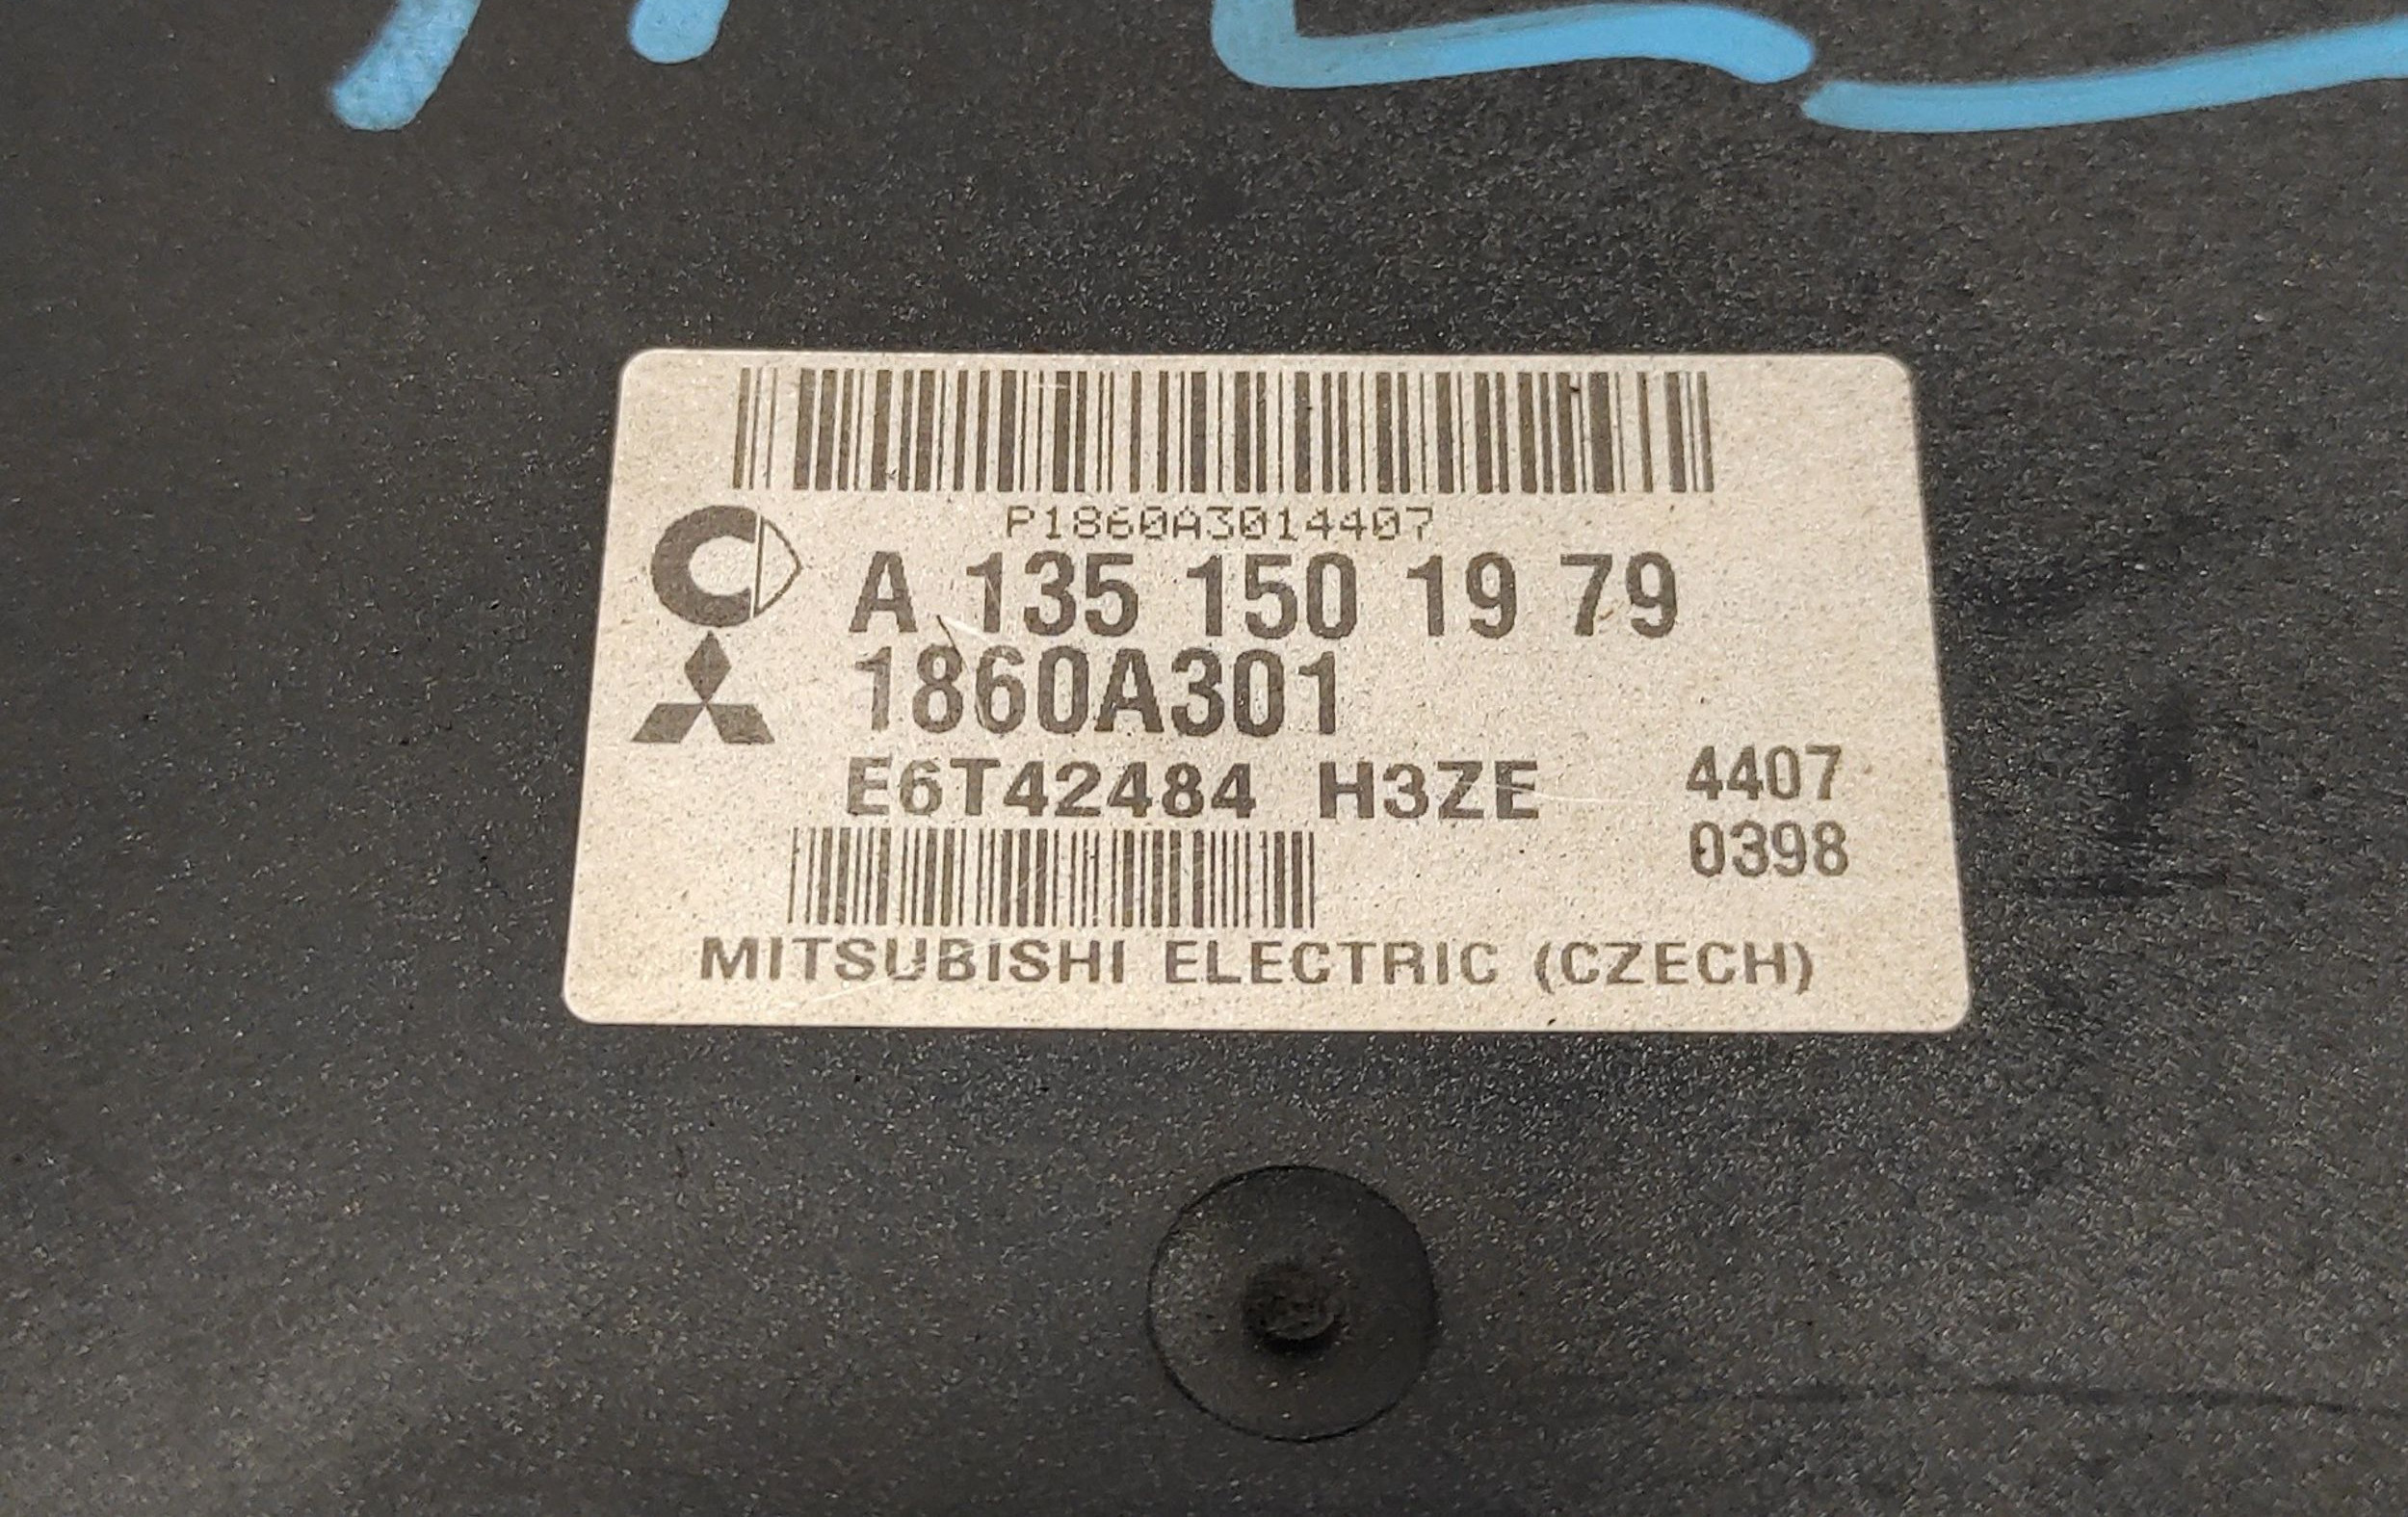 P1860A3014407
A 135 150 19 79
1860A301
E6T42484 H3ZE 4407
0398
MITSUBISHI ELECTRIC (CZECH)